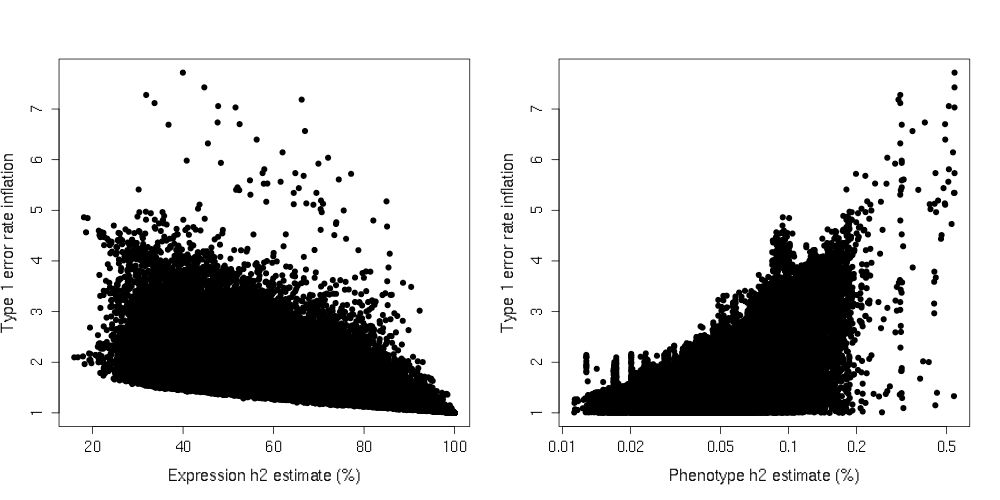 Type 1 error rate inflation
7
6
5
4
3
2
1
20 40 60 80 100
Expression h2 estimate (%)
Type 1 error rate inflation
7
6
5
4
3
2
1
0.01 0.02 0.05 0.1 0.2 0.5
Phenotype h2 estimate (%)